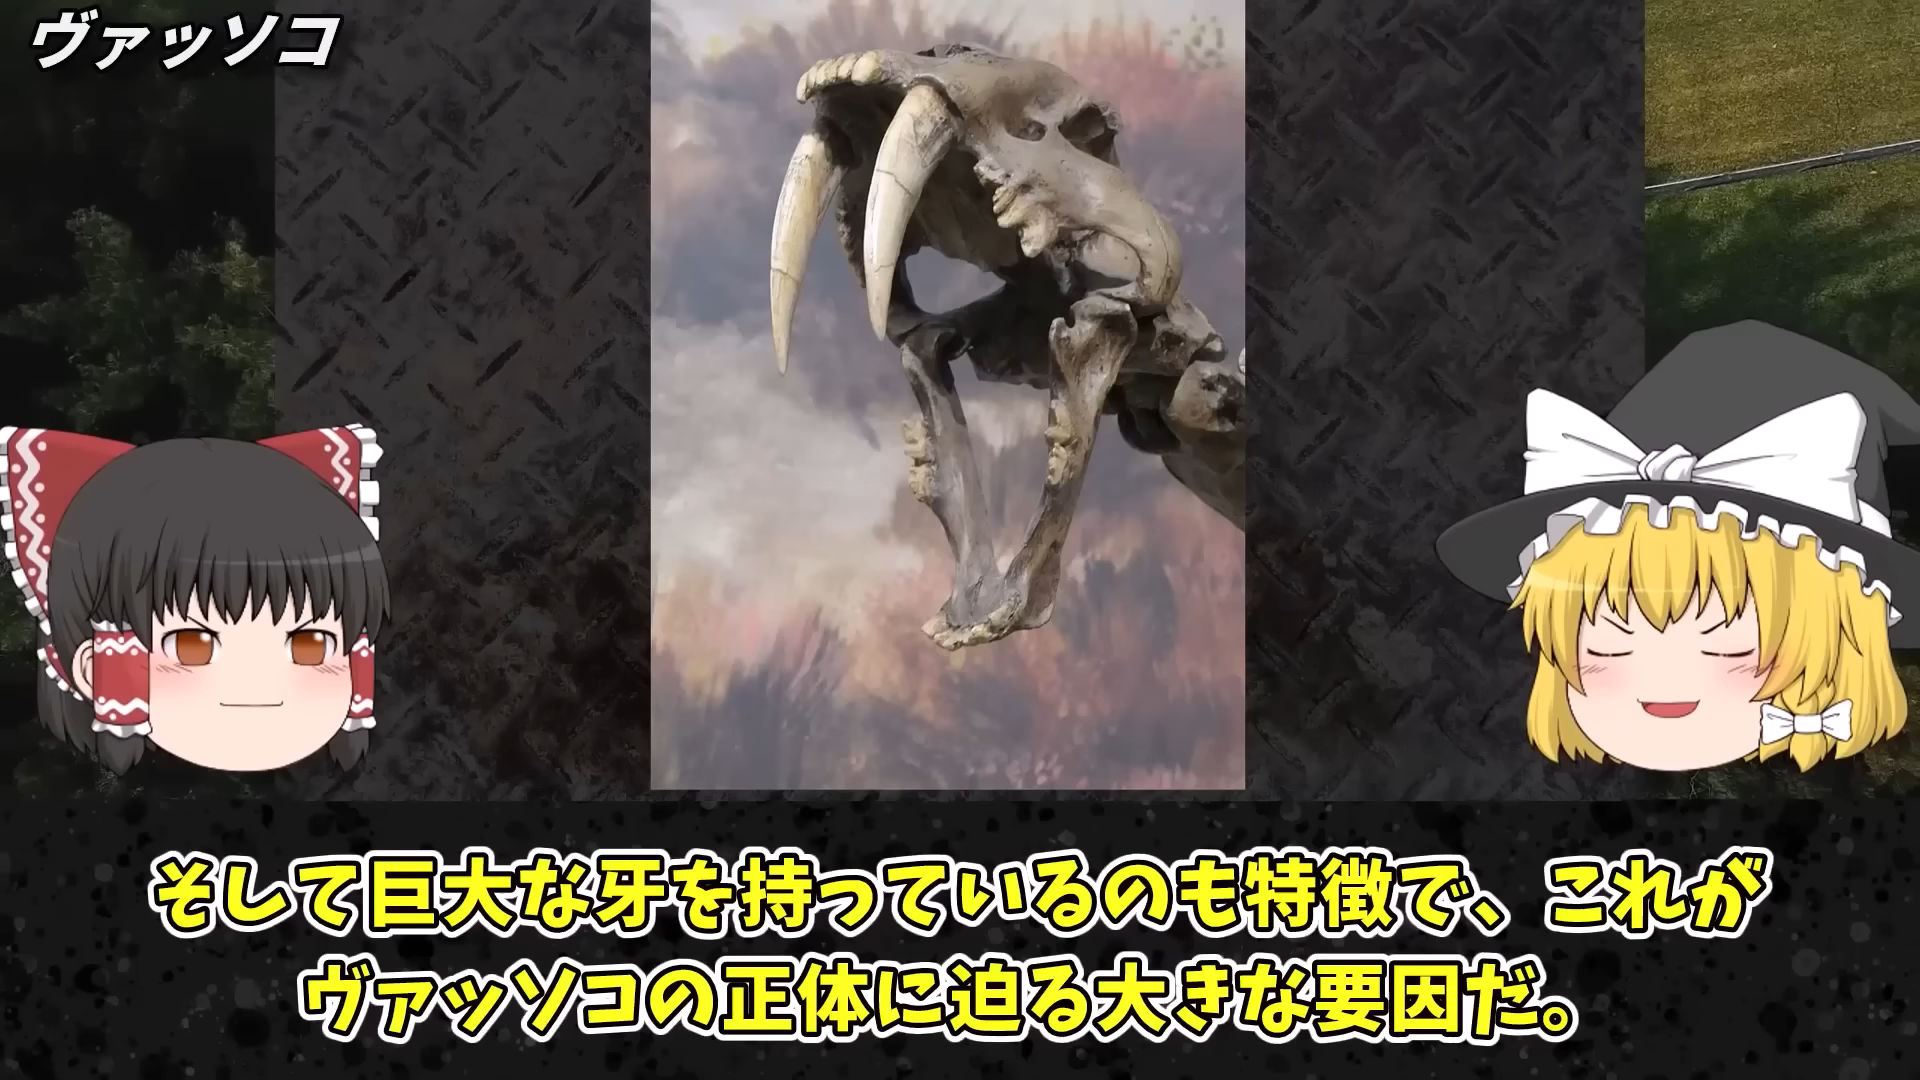 ヴァッソコ
そして巨大な牙を持っているのも特徴で、これが
ヴァッソコの正体に迫る大きな要因だ。